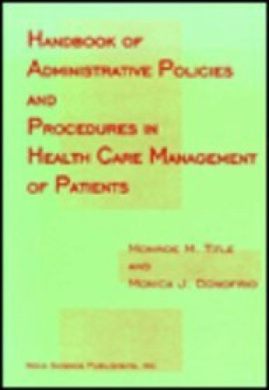 HANDBOOK OF
ADMINISTRATIVE POLICIES
AND
PROCEDURES IN
HEALTH CARE MANAGEMENT
OF PATIENTS
MONROE M. TITLE
AND
MONICA J. DONOFRIO
NOVA SCIENCE PUBLISHERS, INC.